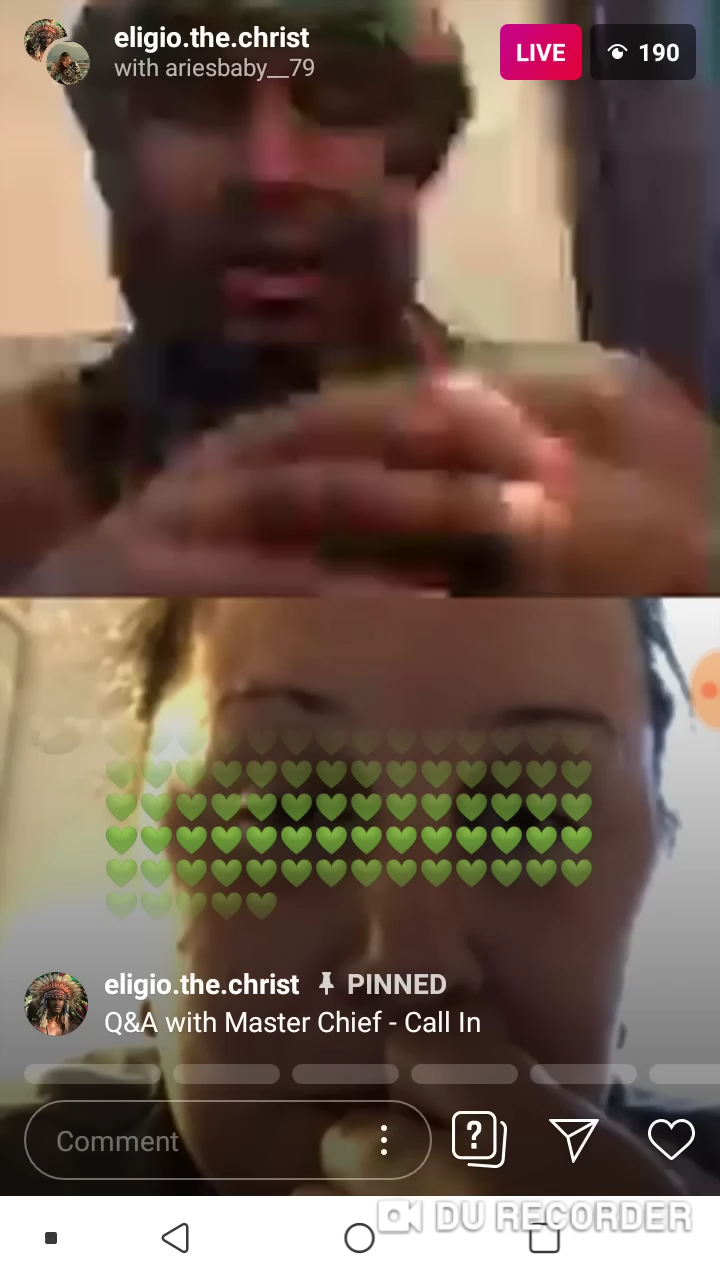 eligio.the.christ
with ariesbaby__79
LIVE
190
💚💚💚💚💚💚💚💚💚💚💚💚💚💚
💚💚💚💚💚💚💚💚💚💚💚💚💚💚
💚💚💚💚💚💚💚💚💚💚💚💚💚💚
💚💚💚💚💚💚💚💚💚💚💚💚💚💚
💚💚💚💚💚💚💚💚💚💚💚💚💚💚
💚💚💚💚💚
eligio.the.christ PINNED
Q&A with Master Chief - Call In
Comment
?
DU RECORDER